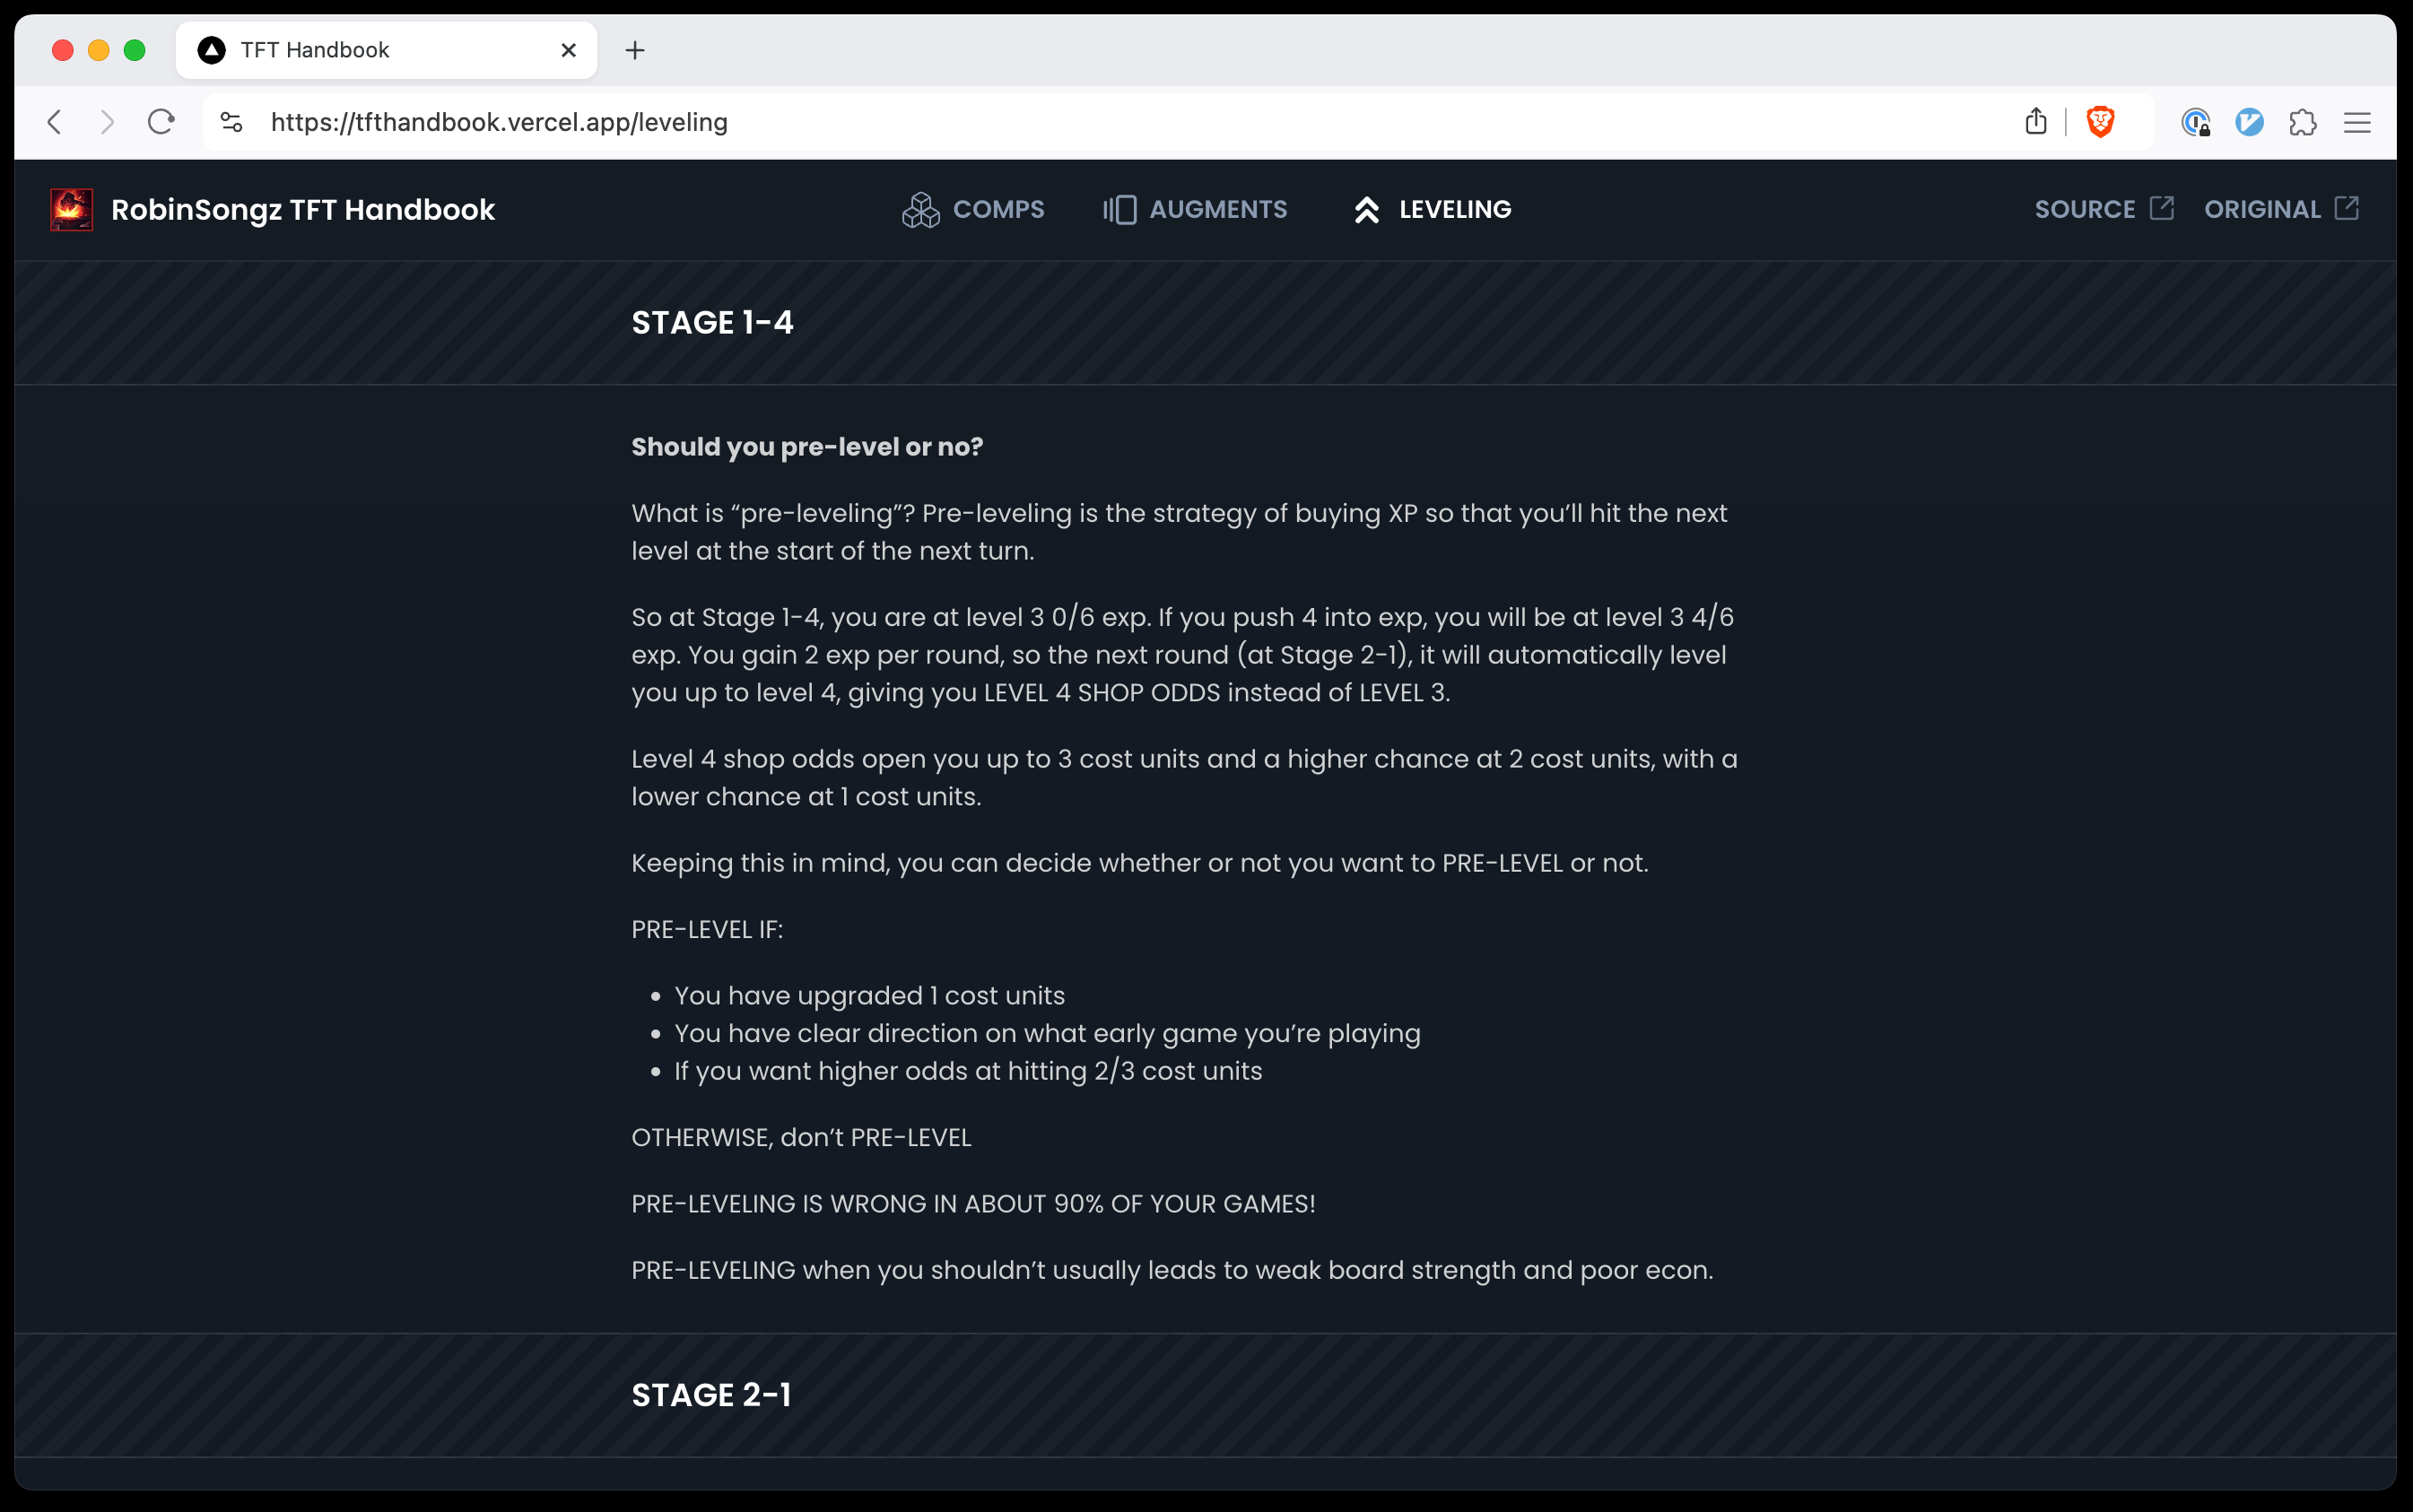 TFT Handbook
https://tfthandbook.vercel.app/leveling
RobinSongz TFT Handbook
COMPS
AUGMENTS
LEVELING
SOURCE
ORIGINAL
STAGE 1-4
Should you pre-level or no?
What is “pre-leveling”? Pre-leveling is the strategy of buying XP so that you’ll hit the next
level at the start of the next turn.
So at Stage 1-4, you are at level 3 0/6 exp. If you push 4 into exp, you will be at level 3 4/6
exp. You gain 2 exp per round, so the next round (at Stage 2-1), it will automatically level
you up to level 4, giving you LEVEL 4 SHOP ODDS instead of LEVEL 3.
Level 4 shop odds open you up to 3 cost units and a higher chance at 2 cost units, with a
lower chance at 1 cost units.
Keeping this in mind, you can decide whether or not you want to PRE-LEVEL or not.
PRE-LEVEL IF:
• You have upgraded 1 cost units
• You have clear direction on what early game you’re playing
• If you want higher odds at hitting 2/3 cost units
OTHERWISE, don’t PRE-LEVEL
PRE-LEVELING IS WRONG IN ABOUT 90% OF YOUR GAMES!
PRE-LEVELING when you shouldn’t usually leads to weak board strength and poor econ.
STAGE 2-1